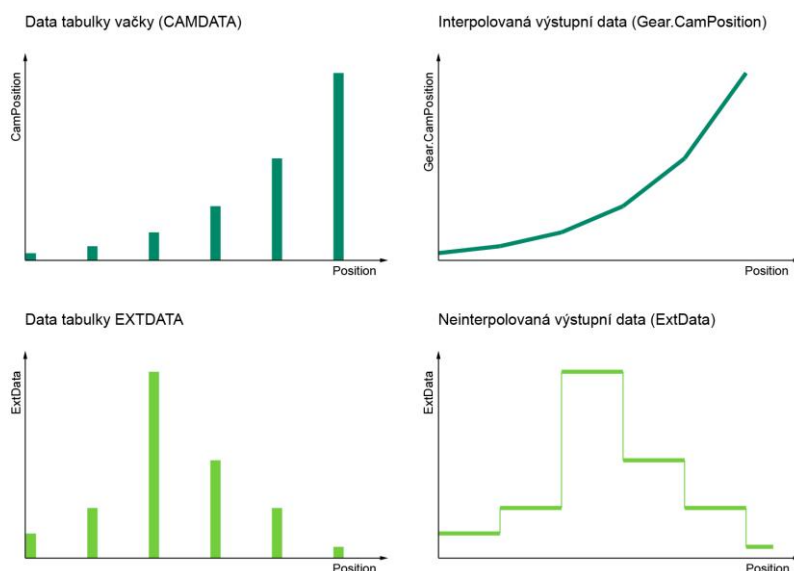 Data tabulky vačky (CAMDATA)
CamPosition
Position
Interpolovaná výstupní data (Gear.CamPosition)
Gear.CamPosition
Position
Data tabulky EXTDATA
ExtData
Position
Neinterpolovaná výstupní data (ExtData)
ExtData
Position